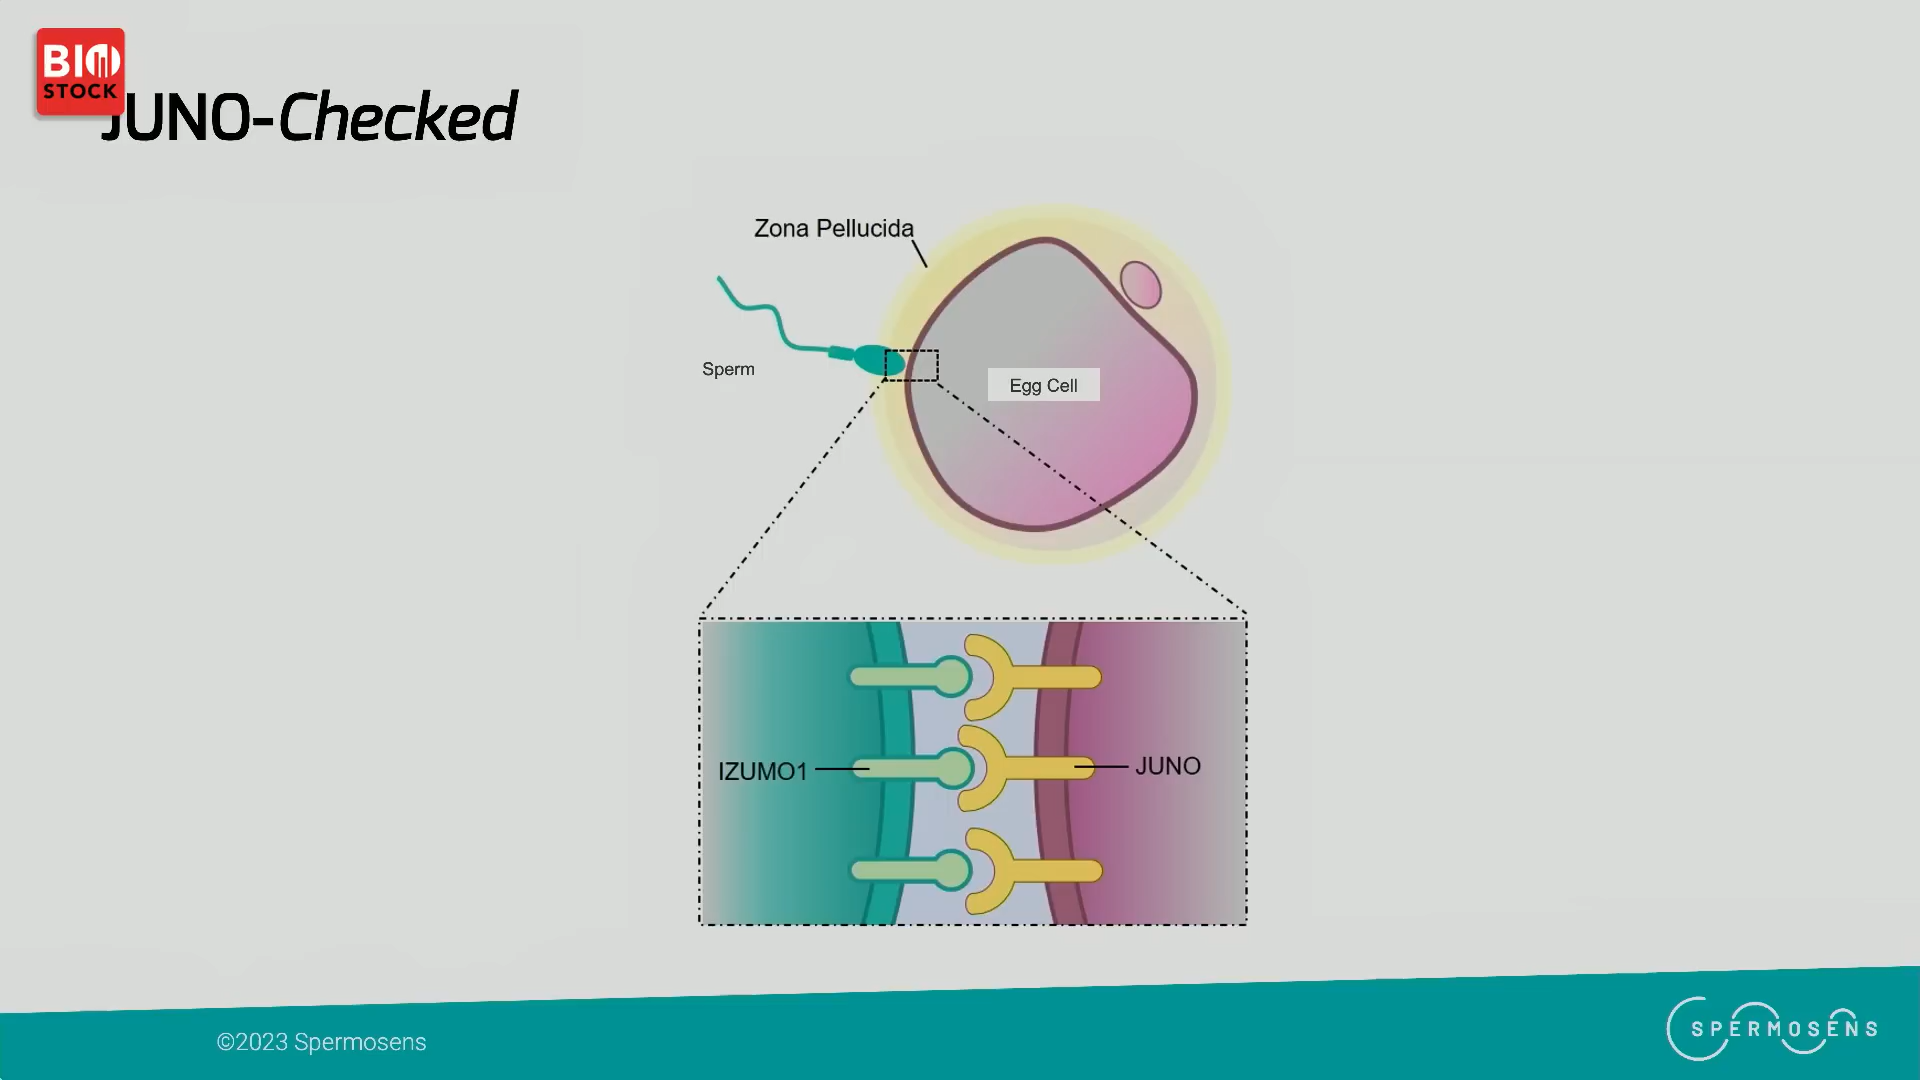 BIO
STOCK
JUNO-Checked
Zona Pellucida
Sperm
Egg Cell
IZUMO1
JUNO
©2023 Spermosens
SPERMOSENS